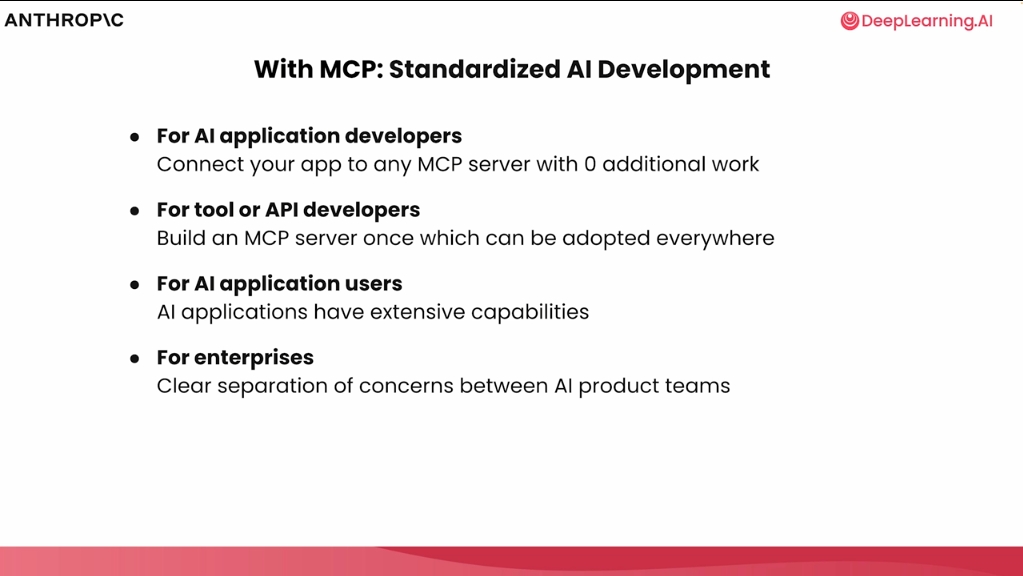 ANTHROP\C
DeepLearning.AI
With MCP: Standardized AI Development
● For AI application developers
Connect your app to any MCP server with 0 additional work
● For tool or API developers
Build an MCP server once which can be adopted everywhere
● For AI application users
AI applications have extensive capabilities
● For enterprises
Clear separation of concerns between AI product teams